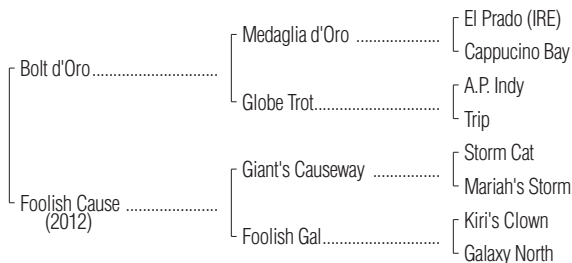 El Prado (IRE)
Medaglia d'Oro ....................
Cappucino Bay
Bolt d'Oro..............................
A.P. Indy
Globe Trot..............................
Trip
Storm Cat
Giant's Causeway ................
Mariah's Storm
Foolish Cause ......................
(2012)
Kiri's Clown
Foolish Gal.............................
Galaxy North